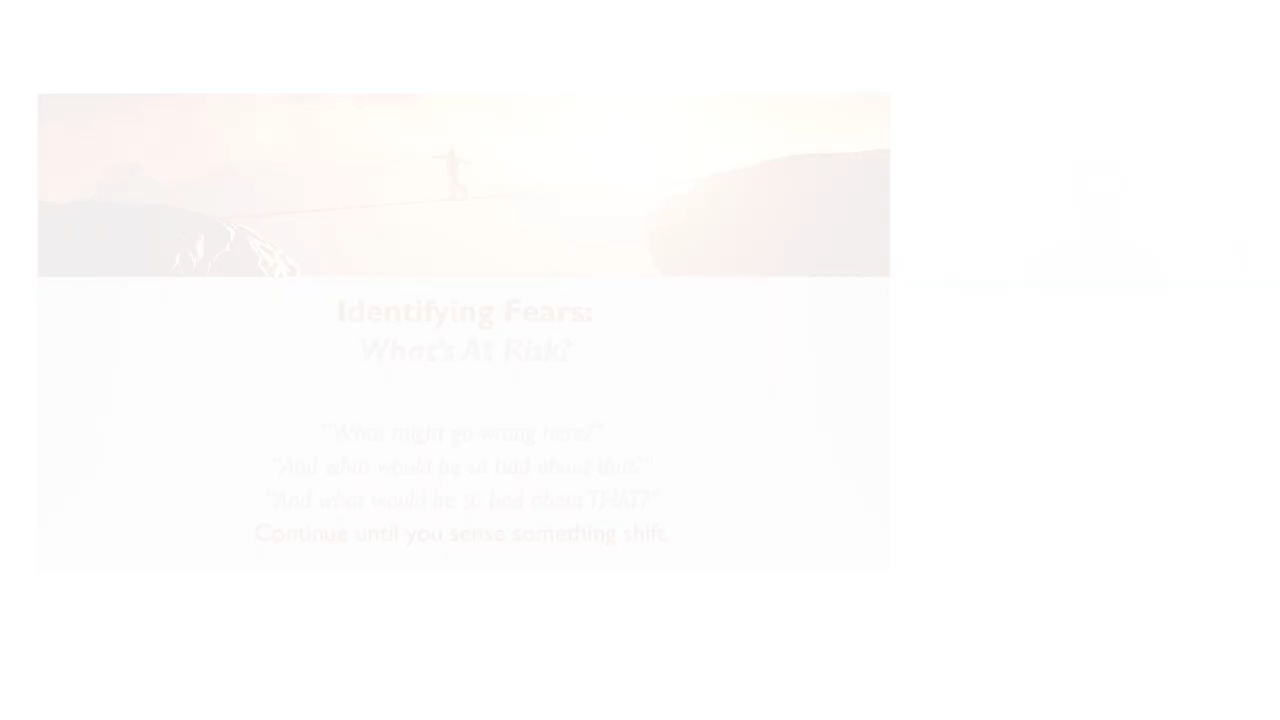 Identifying Fears:
What's At Risk?
"What might go wrong here?"
"And what would be so bad about that?"
"And what would be so bad about THAT?"
Continue until you sense something shift.